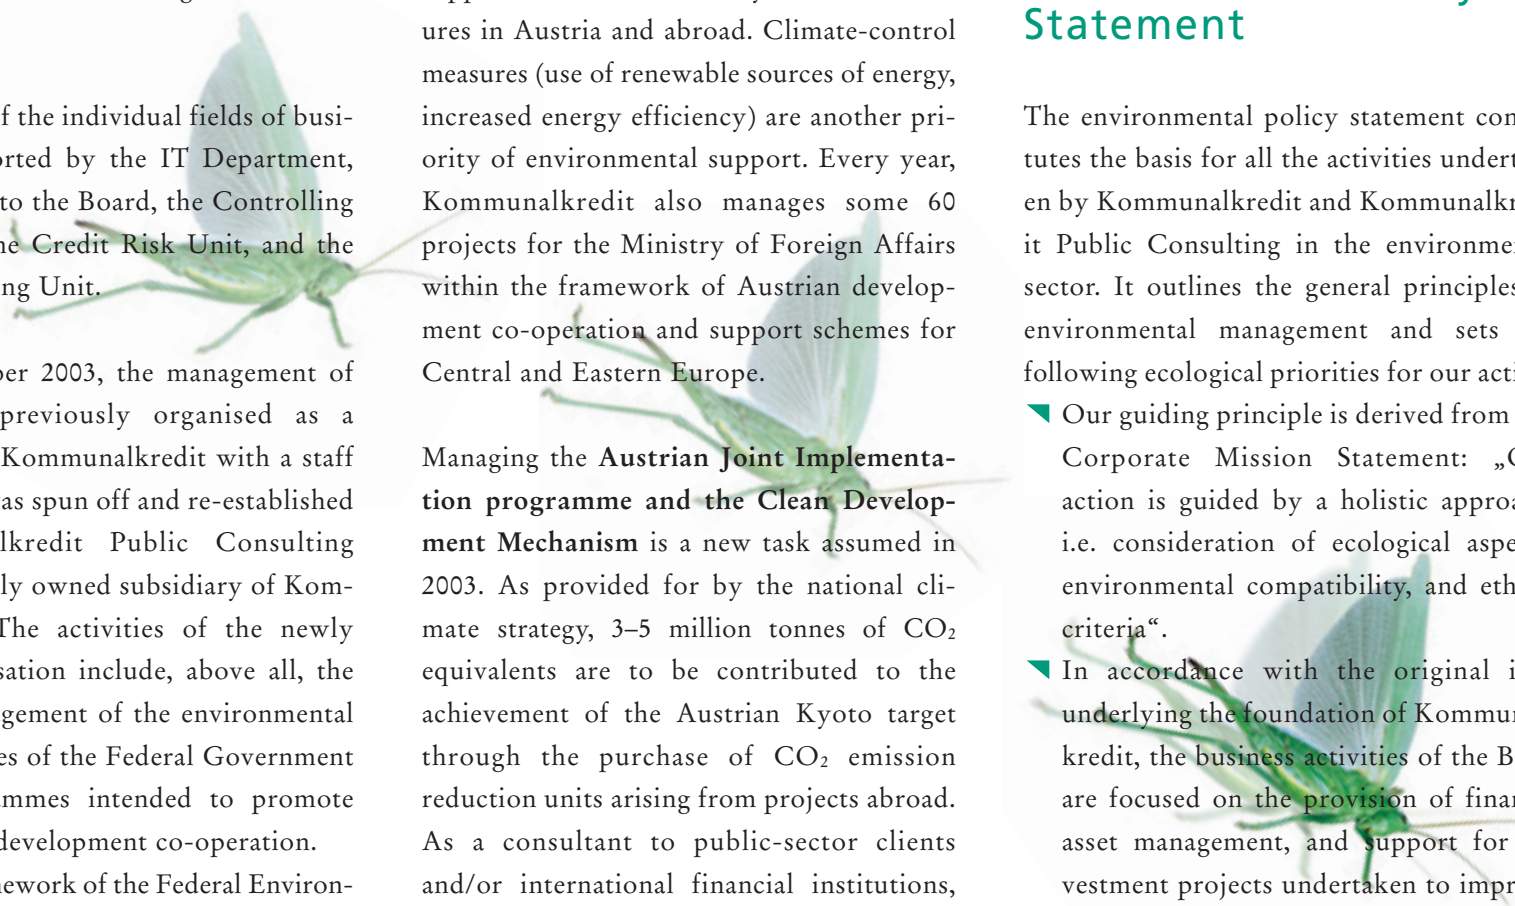 f the individual fields of busi-
orted by the IT Department,
to the Board, the Controlling
ne Credit Risk Unit, and the
ng Unit.
ber 2003, the management of
previously organised as a
Kommunalkredit with a staff
as spun off and re-established
lkredit Public Consulting
ly owned subsidiary of Kom-
The activities of the newly
sation include, above all, the
gement of the environmental
es of the Federal Government
ammes intended to promote
development co-operation.
nework of the Federal Environ-
ures in Austria and abroad. Climate-control
measures (use of renewable sources of energy,
increased energy efficiency) are another pri-
ority of environmental support. Every year,
Kommunalkredit also manages some 60
projects for the Ministry of Foreign Affairs
within the framework of Austrian develop-
ment co-operation and support schemes for
Central and Eastern Europe.
Managing the Austrian Joint Implementa-
tion programme and the Clean Develop-
ment Mechanism is a new task assumed in
2003. As provided for by the national cli-
mate strategy, 3–5 million tonnes of CO₂
equivalents are to be contributed to the
achievement of the Austrian Kyoto target
through the purchase of CO₂ emission
reduction units arising from projects abroad.
As a consultant to public-sector clients
and/or international financial institutions,
Statement
The environmental policy statement con
tutes the basis for all the activities undert
en by Kommunalkredit and Kommunalkr
it Public Consulting in the environme
sector. It outlines the general principles
environmental management and sets
following ecological priorities for our acti
Our guiding principle is derived from
Corporate Mission Statement: „O
action is guided by a holistic approa
i.e. consideration of ecological aspe
environmental compatibility, and eth
criteria“.
In accordance with the original i
underlying the foundation of Kommu
kredit, the business activities of the B
are focused on the provision of finan
asset management, and support for
vestment projects undertaken to impr